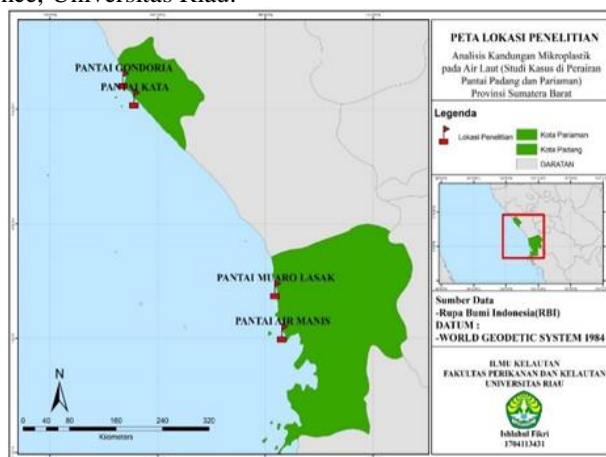 nce, Universitas Riau.
PANTAI GONDORIA
PANTAI KATA
PANTAI MUARO LASAK
PANTAI AIR MANIS
N
0 40 80 160 240 320
Kilometers
PETA LOKASI PENELITIAN
Analisis Kandungan Mikroplastik
pada Air Laut (Studi Kasus di Perairan
Pantai Padang dan Pariaman)
Provinsi Sumatera Barat
Legenda
Lokasi Penelitian
Kota Pariaman
Kota Padang
DARATAN
Sumber Data
-Rupa Bumi Indonesia(RBI)
DATUM :
-WORLD GEODETIC SYSTEM 1984
ILMU KELAUTAN
FAKULTAS PERIKANAN DAN KELAUTAN
UNIVERSITAS RIAU
Ishlahul Fikri
1704113431